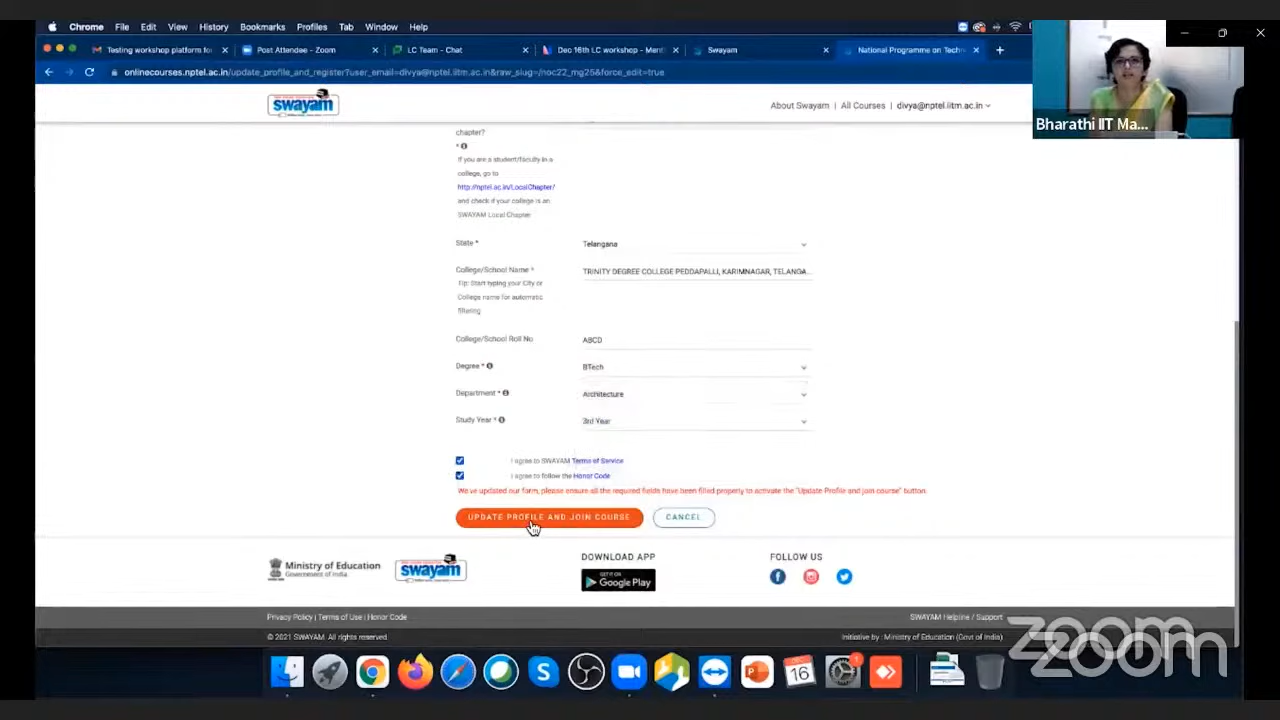 Chrome File Edit View History Bookmarks Profiles Tab Window Help
Testing workshop platform fo
Post Attendee - Zoom
LC Team - Chat
Dec 16th LC workshop - Ment
Swayam
National Programme on Techn
onlinecourses.nptel.ac.in/update_profile_and_register?user_email=divya@nptel.iitm.ac.in&raw_slug=/noc22_mg25&force_edit=true
swayam
About Swayam | All Courses | divya@nptel.iitm.ac.in
Bharathi IIT Ma...
chapter?
*
If you are a student/faculty in a
college, go to
http://nptel.ac.in/LocalChapter/
and check if your college is an
SWAYAM Local Chapter
State * Telangana
College/School Name * TRINITY DEGREE COLLEGE PEDDAPALLI, KARIMNAGAR, TELANGA...
Tip: Start typing your City or
College name for automatic
filtering
College/School Roll No ABCD
Degree * BTech
Department * Architecture
Study Year * 3rd Year
I agree to SWAYAM Terms of Service
I agree to follow the Honor Code
We've updated our form, please ensure all the required fields have been filled properly to activate the "Update Profile and join course" button.
UPDATE PROFILE AND JOIN COURSE CANCEL
Ministry of Education
Government of India
swayam
DOWNLOAD APP
GET IT ON
Google Play
FOLLOW US
Privacy Policy | Terms of Use | Honor Code
SWAYAM Helpline / Support
© 2021 SWAYAM. All rights reserved.
Initiative by : Ministry of Education (Govt of India)
zoom
zoom
16
1